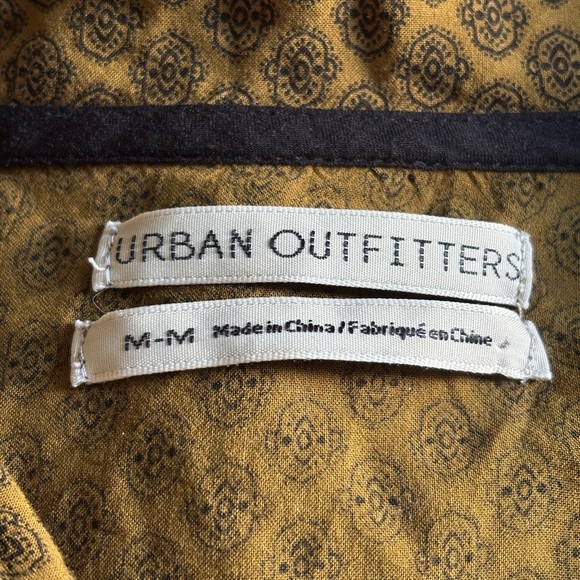 URBAN OUTFITTERS
M-M Made in China / Fabriqué en Chine